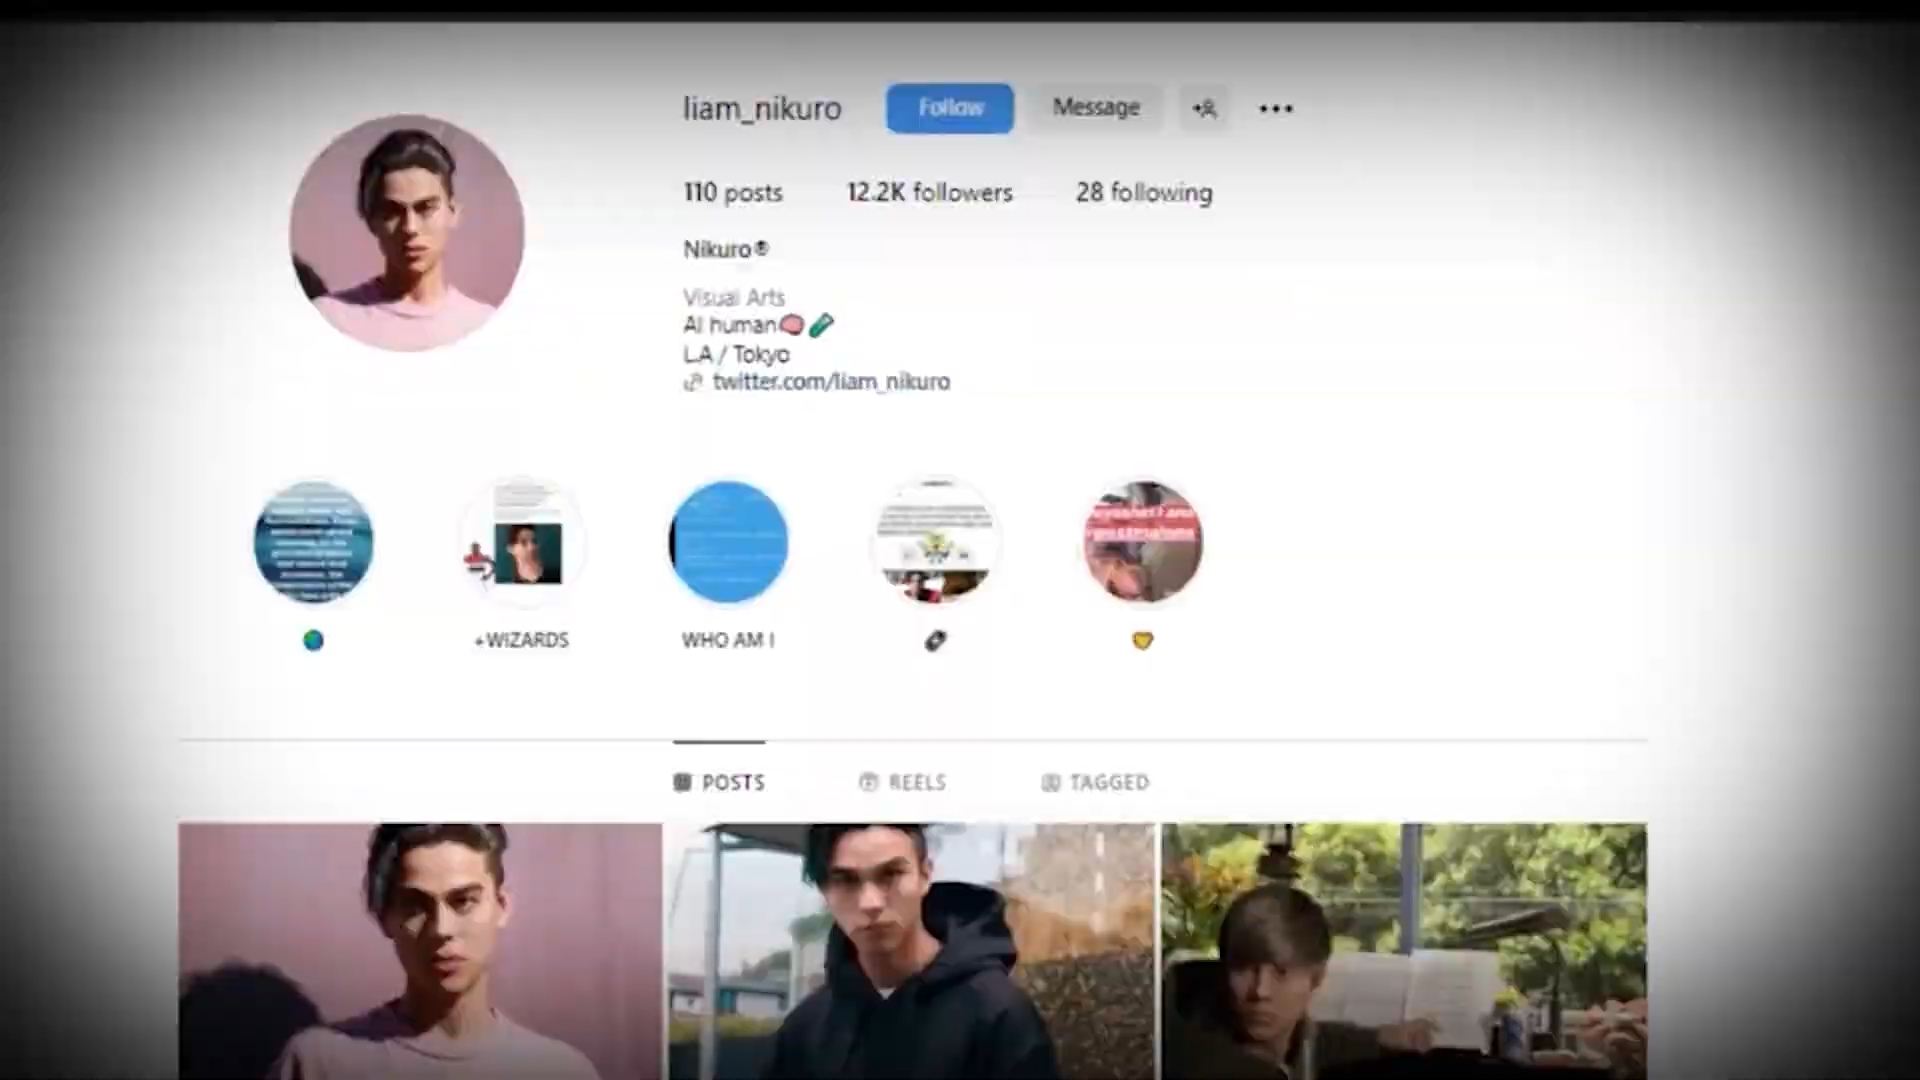 liam_nikuro Follow Message
110 posts 12.2K followers 28 following
Nikuro®
Visual Arts
AI human🧠🧪
L.A / Tokyo
twitter.com/liam_nikuro
+WIZARDS WHO AM I
POSTS REELS TAGGED